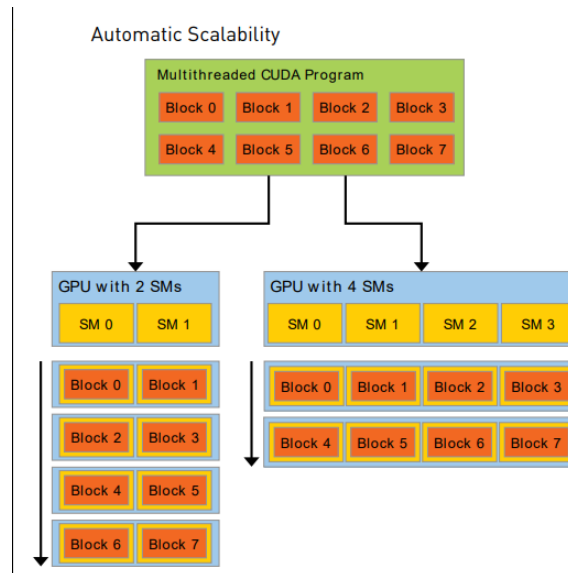 Automatic Scalability
Multithreaded CUDA Program
Block 0 Block 1 Block 2 Block 3
Block 4 Block 5 Block 6 Block 7
GPU with 2 SMs
SM 0 SM 1
Block 0 Block 1
Block 2 Block 3
Block 4 Block 5
Block 6 Block 7
GPU with 4 SMs
SM 0 SM 1 SM 2 SM 3
Block 0 Block 1 Block 2 Block 3
Block 4 Block 5 Block 6 Block 7